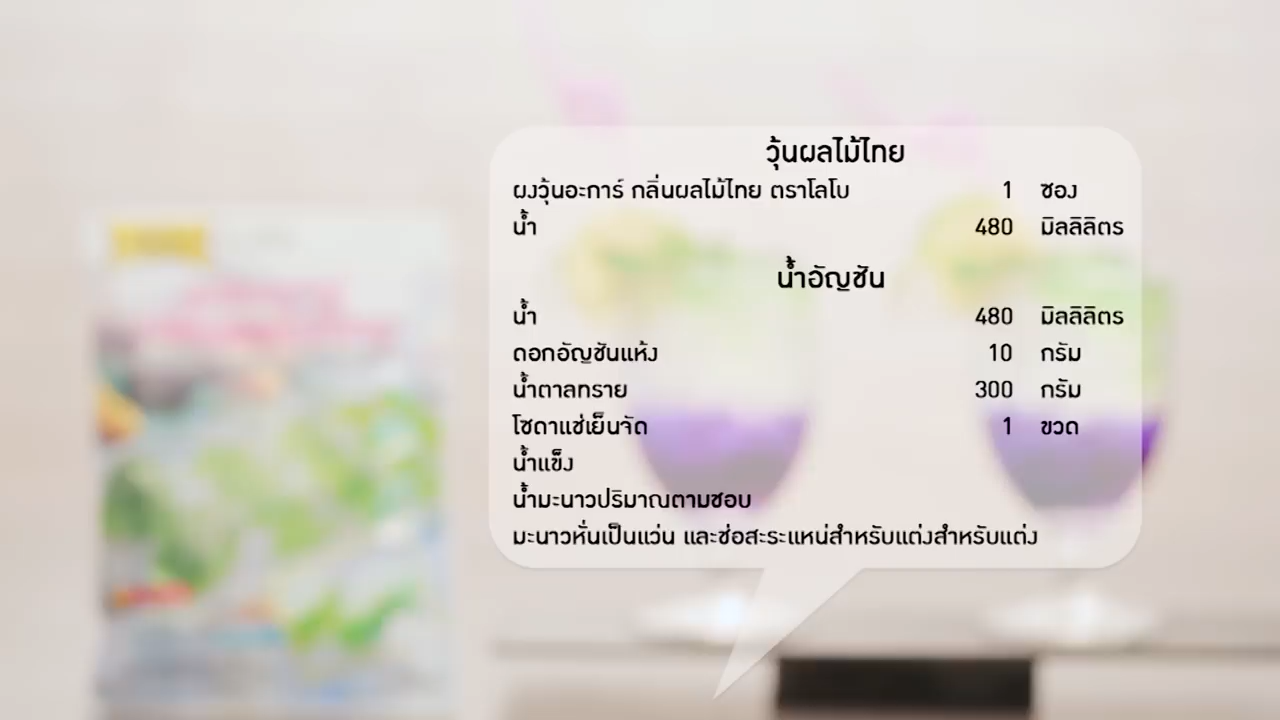 วุ้นผลไม้ไทย
ผงวุ้นอะการ์ กลิ่นผลไม้ไทย ตราโลโบ 1 ซอง
น้ำ 480 มิลลิลิตร
น้ำอัญชัน
น้ำ 480 มิลลิลิตร
ดอกอัญชันแห้ง 10 กรัม
น้ำตาลทราย 300 กรัม
โซดาแช่เย็นจัด 1 ขวด
น้ำแข็ง
น้ำมะนาวปริมาณตามชอบ
มะนาวหั่นเป็นแว่น และช่อสะระแหน่สำหรับแต่งสำหรับแต่ง